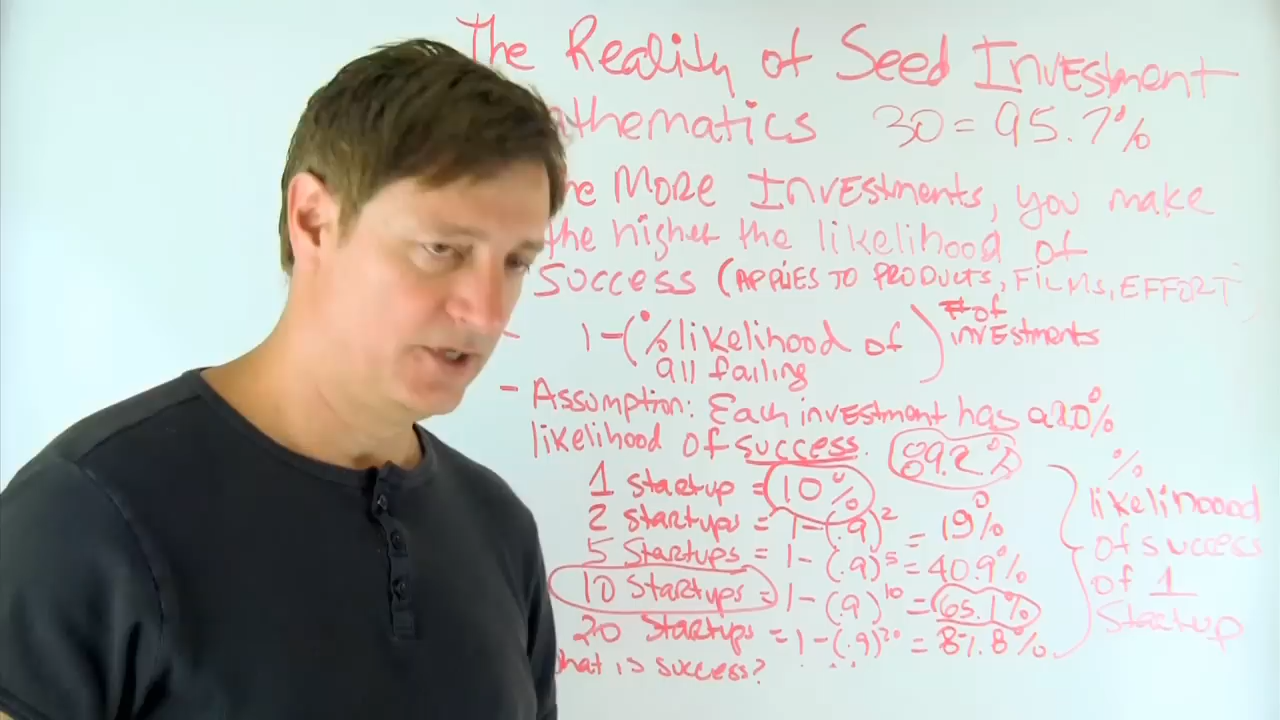 The Reality of Seed Investment
athematics 30 = 95.7%
he More Investments, you make
the higher the likelihood of
Success (Applies to Products, Films, Effort
- 1-(% likelihood of all failing) # of investments
- Assumption: Each investment has a 20%
likelihood of success. 89.2%
1 startup = 10%
2 startups = 1-(.9)^2 = 19%
5 Startups = 1-(.9)^5 = 40.9%
10 Startups = 1-(.9)^10 = 65.1%
20 Startups = 1-(.9)^20 = 87.8%
hat is success?
%
likelihoood
of success
of 1
Startup